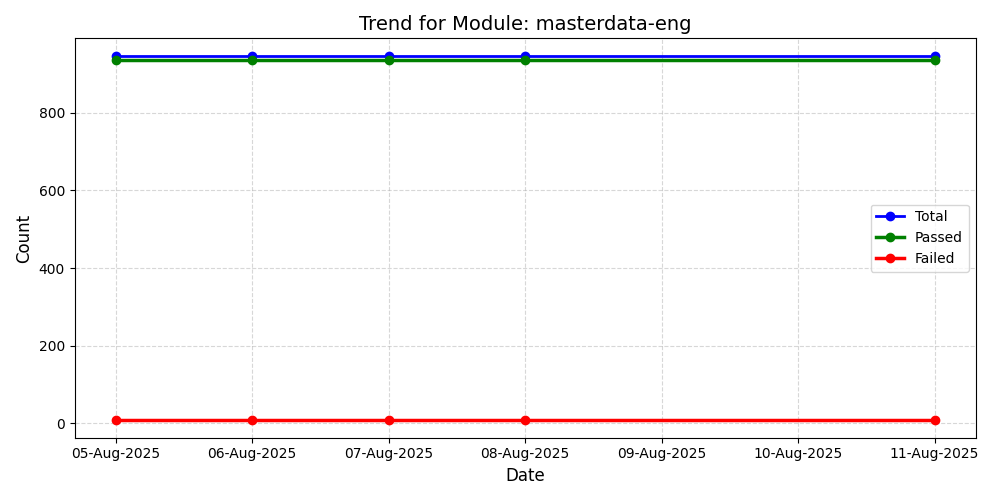 Trend for Module: masterdata-eng
Count
800
600
400
200
0
Total
Passed
Failed
05-Aug-2025 06-Aug-2025 07-Aug-2025 08-Aug-2025 09-Aug-2025 10-Aug-2025 11-Aug-2025
Date